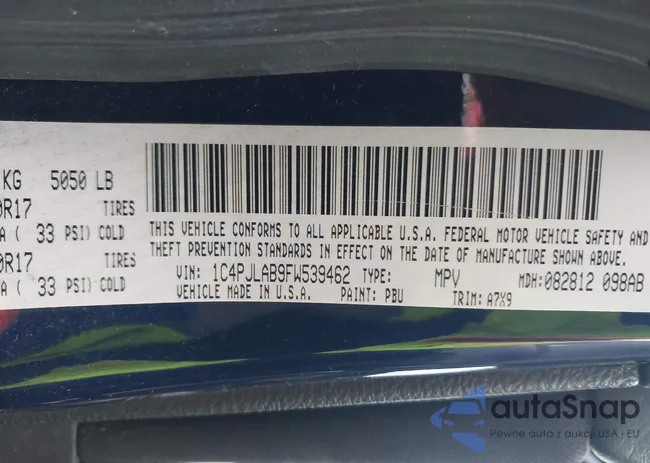 KG 5050 LB
0R17 TIRES
A ( 33 PSI) COLD
0R17 TIRES
A ( 33 PSI) COLD
THIS VEHICLE CONFORMS TO ALL APPLICABLE U.S.A. FEDERAL MOTOR VEHICLE SAFETY AND
THEFT PREVENTION STANDARDS IN EFFECT ON THE DATE OF MANUFACTURE SHOWN ABOVE.
VIN: 1C4PJLAB9FW539462 TYPE: MPV MDH: 082812 098AB
VEHICLE MADE IN U.S.A. PAINT: PBU TRIM: A7X9
autaSnap
Pewne auta z aukcji USA i EU